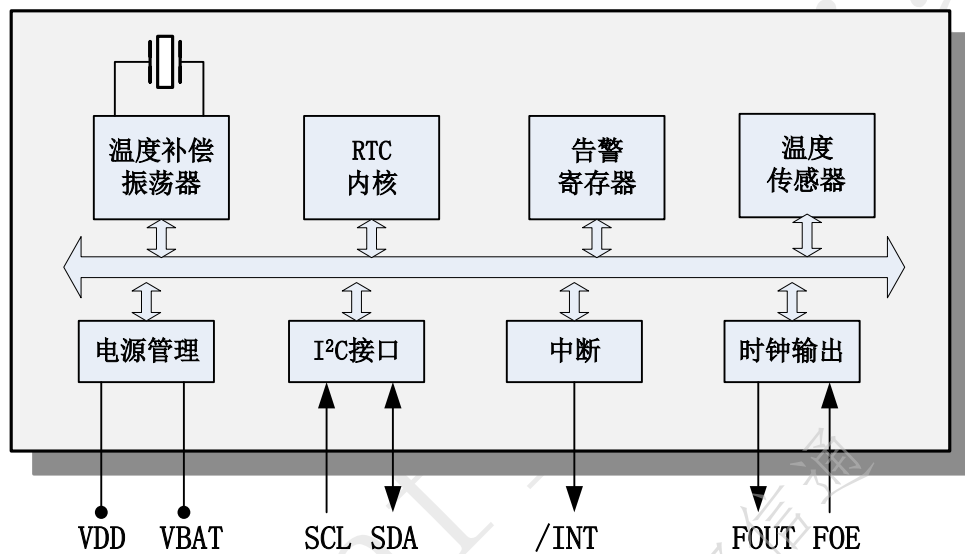 温度补偿
振荡器
RTC
内核
告警
寄存器
温度
传感器
电源管理
I²C接口
中断
时钟输出
VDD VBAT SCL SDA /INT FOUT FOE